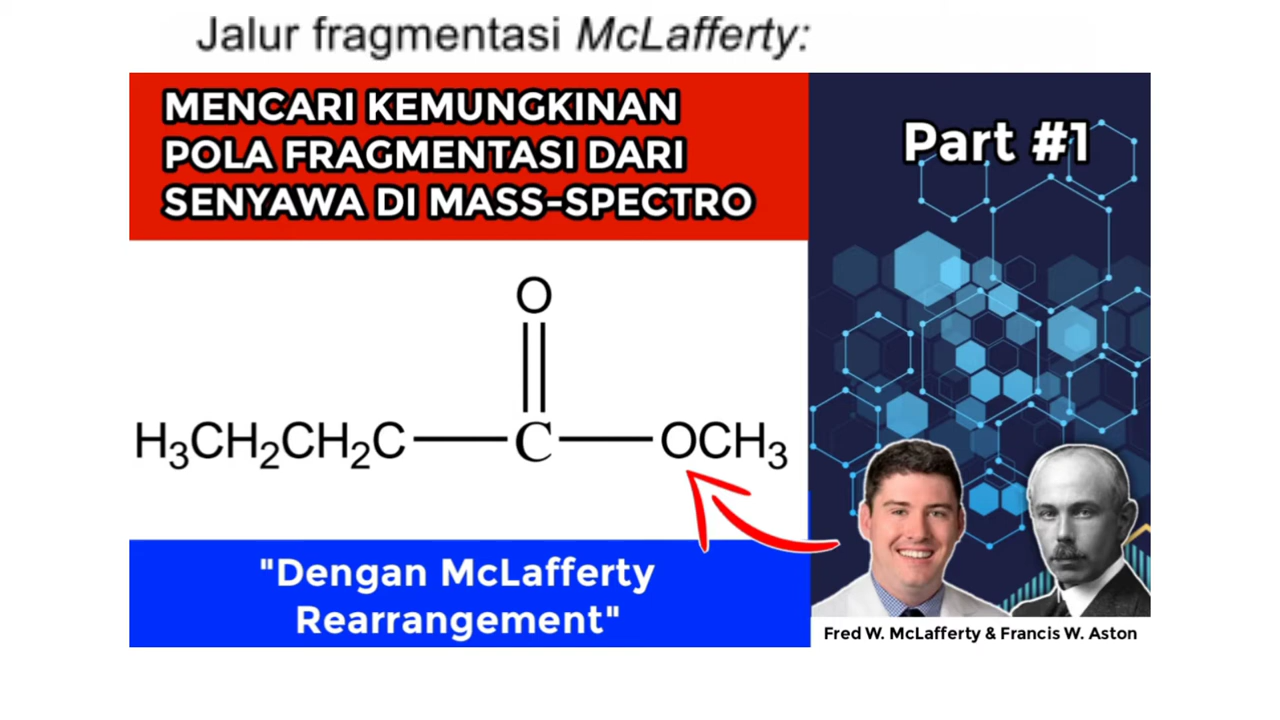 Jalur fragmentasi McLafferty:
MENCARI KEMUNGKINAN
POLA FRAGMENTASI DARI
SENYAWA DI MASS-SPECTRO
Part #1
O
H₃CH₂CH₂C C OCH₃
"Dengan McLafferty
Rearrangement"
Fred W. McLafferty & Francis W. Aston